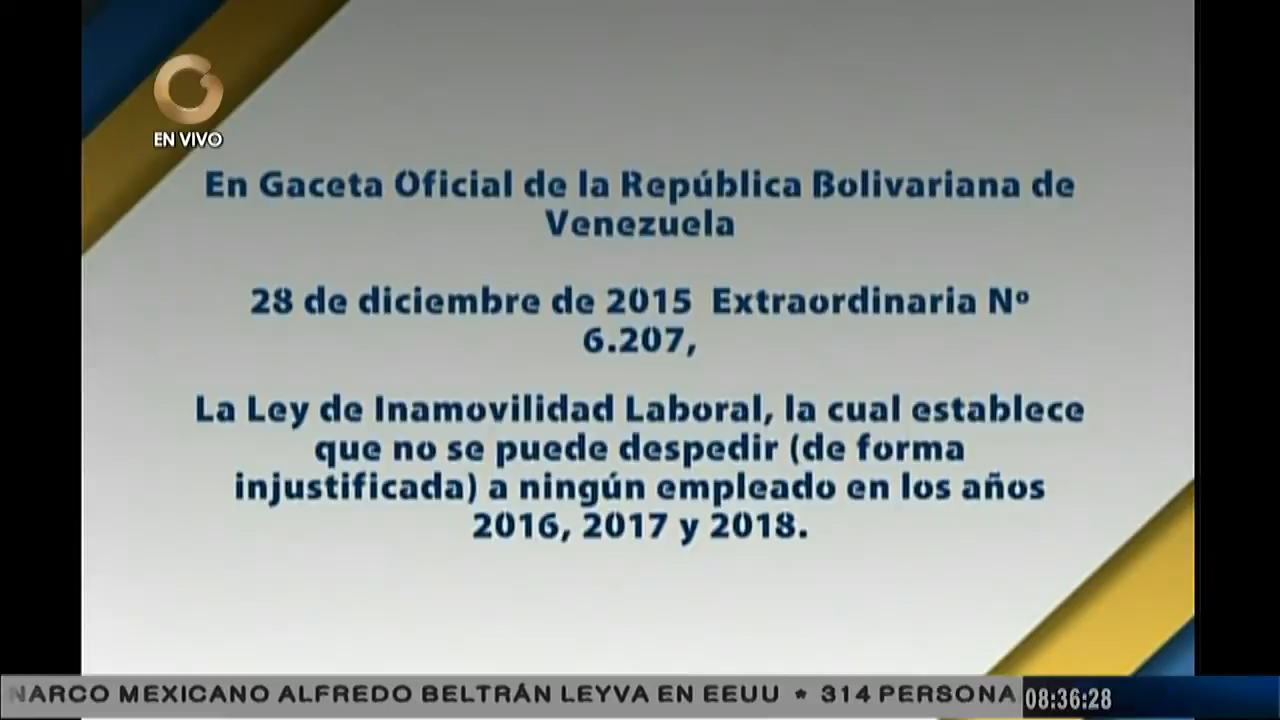 EN VIVO
En Gaceta Oficial de la República Bolivariana de
Venezuela
28 de diciembre de 2015 Extraordinaria Nº
6.207,
La Ley de Inamovilidad Laboral, la cual establece
que no se puede despedir (de forma
injustificada) a ningún empleado en los años
2016, 2017 y 2018.
NARCO MEXICANO ALFREDO BELTRÁN LEYVA EN EEUU * 314 PERSONA
08:36:28